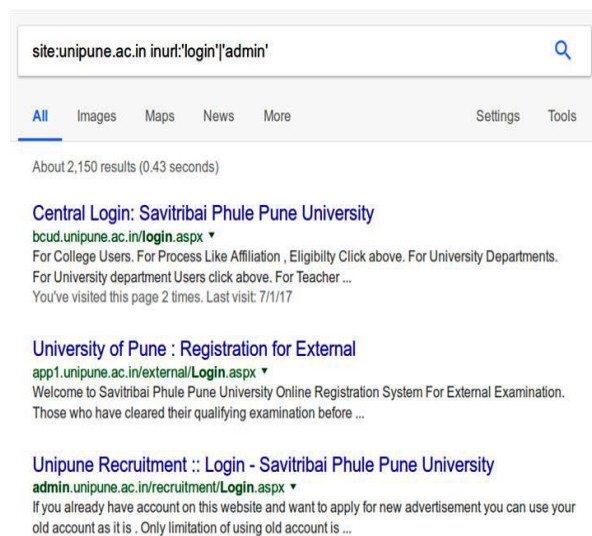 site:unipune.ac.in inurl:'login'|'admin'
All Images Maps News More Settings Tools
About 2,150 results (0.43 seconds)
Central Login: Savitribai Phule Pune University
bcud.unipune.ac.in/login.aspx ▼
For College Users. For Process Like Affiliation , Eligibilty Click above. For University Departments.
For University department Users click above. For Teacher ...
You've visited this page 2 times. Last visit: 7/1/17
University of Pune : Registration for External
app1.unipune.ac.in/external/Login.aspx ▼
Welcome to Savitribai Phule Pune University Online Registration System For External Examination.
Those who have cleared their qualifying examination before ...
Unipune Recruitment :: Login - Savitribai Phule Pune University
admin.unipune.ac.in/recruitment/Login.aspx ▼
If you already have account on this website and want to apply for new advertisement you can use your
old account as it is . Only limitation of using old account is ...